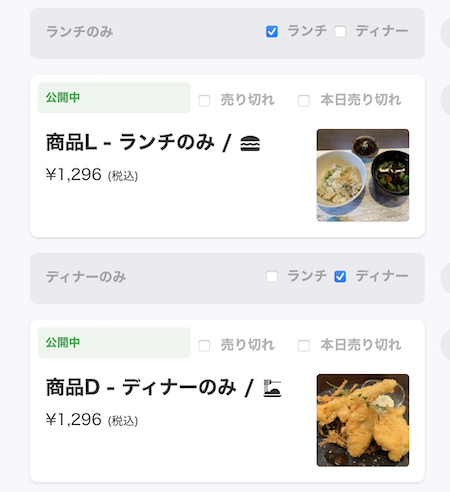 ランチのみ ランチ ディナー
公開中 売り切れ 本日売り切れ
商品L - ランチのみ /
¥1,296 (税込)
ディナーのみ ランチ ディナー
公開中 売り切れ 本日売り切れ
商品D - ディナーのみ /
¥1,296 (税込)